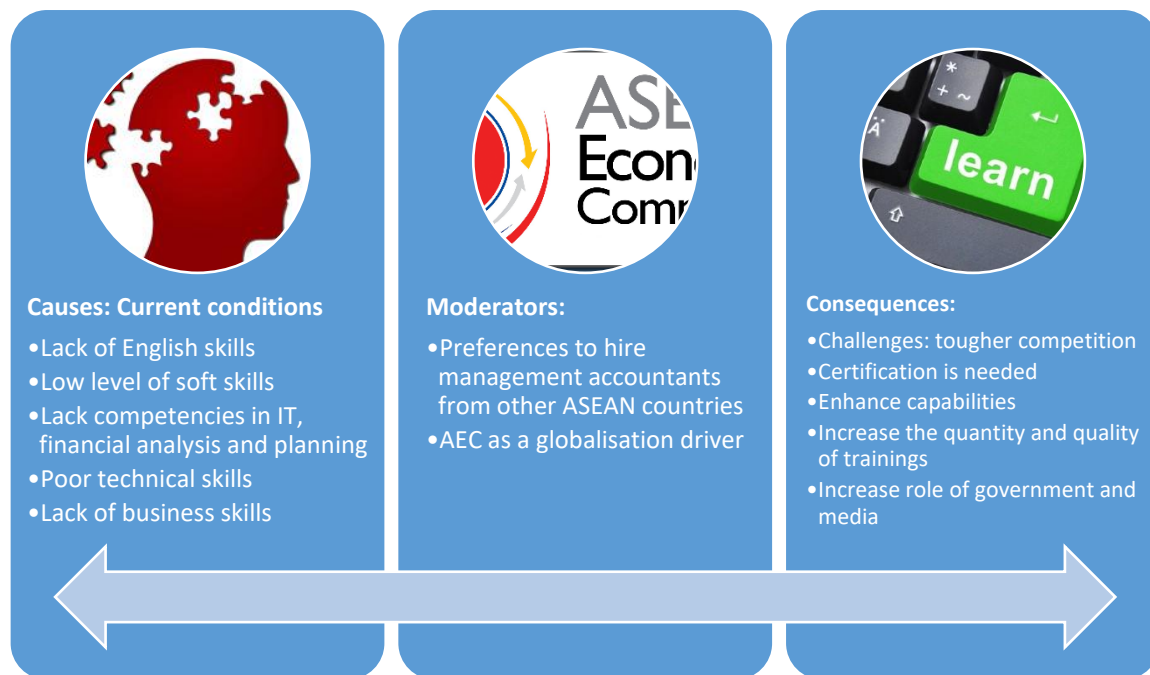 ASE
Econ
Com
*
+ ~
Ä
learn
Causes: Current conditions
•Lack of English skills
•Low level of soft skills
•Lack competencies in IT,
financial analysis and planning
•Poor technical skills
•Lack of business skills
Moderators:
•Preferences to hire
management accountants
from other ASEAN countries
•AEC as a globalisation driver
Consequences:
•Challenges: tougher competition
•Certification is needed
•Enhance capabilities
•Increase the quantity and quality
of trainings
•Increase role of government and
media